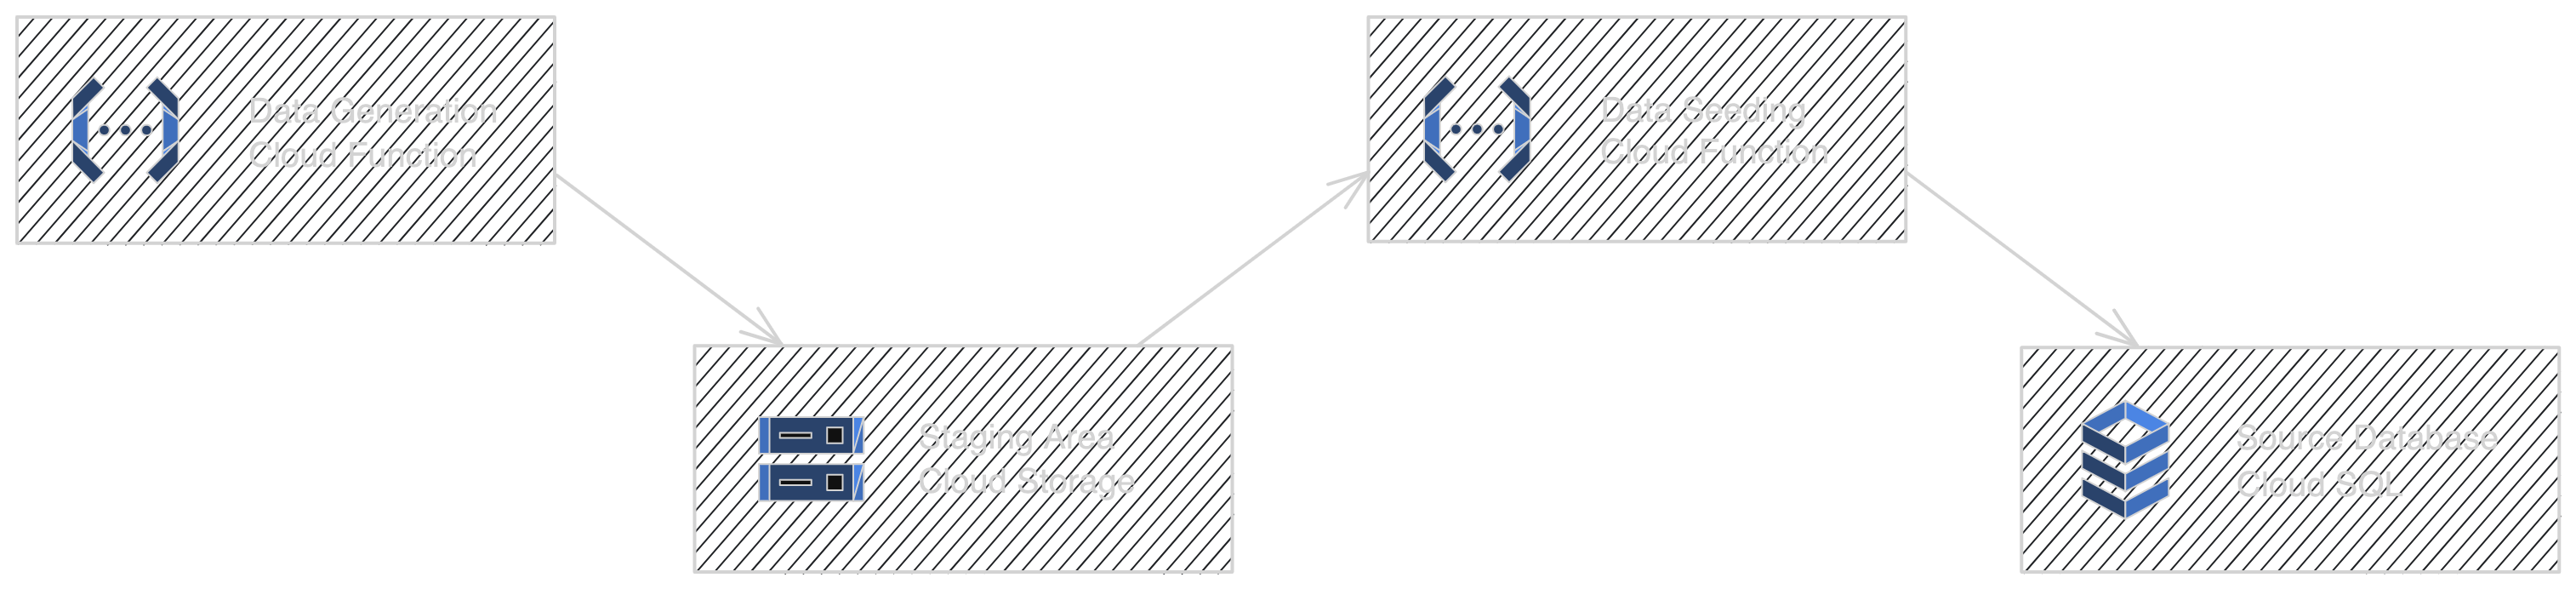 Data Generation
Cloud Function
Staging Area
Cloud Storage
Data Seeding
Cloud Function
Source Database
Cloud SQL